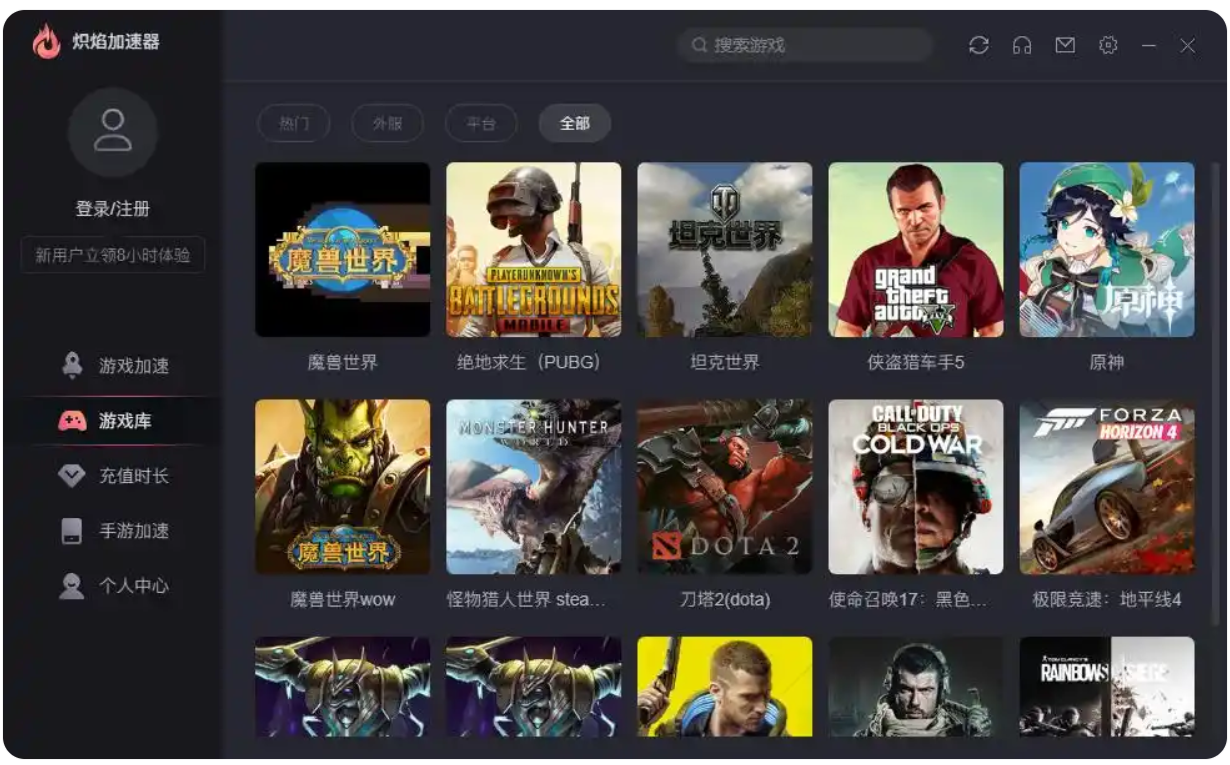 炽焰加速器
搜索游戏
登录/注册
新用户立领8小时体验
游戏加速
游戏库
充值时长
手游加速
个人中心
热门
外服
平台
全部
魔兽世界
PLAYERUNKNOWN'S
BATTLEGROUNDS
MOBILE
坦克世界
grand
theft
auto
V
原神
魔兽世界
绝地求生（PUBG）
坦克世界
侠盗猎车手5
原神
魔兽世界
MONSTER HUNTER
WORLD
DOTA 2
CALL OF DUTY
BLACK OPS
COLD WAR
FORZA
HORIZON 4
魔兽世界wow
怪物猎人世界 stea...
刀塔2(dota)
使命召唤17：黑色...
极限竞速：地平线4
TOM CLANCY'S
RAINBOW SIEGE